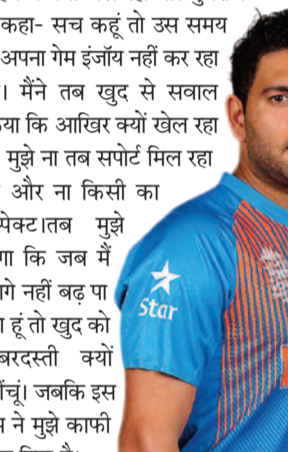 कहा- सच कहूं तो उस समय
अपना गेम इंजॉय नहीं कर रहा
। मैंने तब खुद से सवाल
कि आखिर क्यों खेल रहा
मुझे ना तब सपोर्ट मिल रहा
और ना किसी का
तब मुझे
कि जब मैं
नहीं बढ़ पा
हूं तो खुद को
क्यों
जबकि इस
ने मुझे काफी
Star